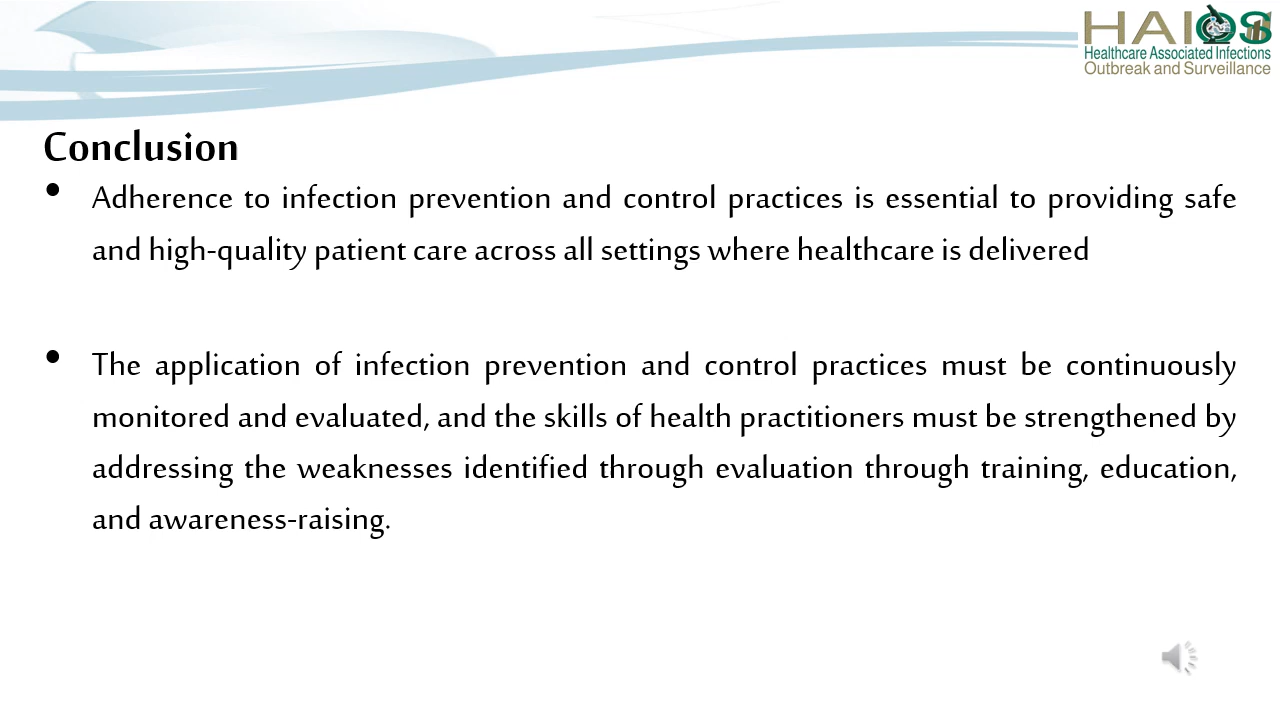 HAIOS
Healthcare Associated Infections
Outbreak and Surveillance
Conclusion
• Adherence to infection prevention and control practices is essential to providing safe
and high-quality patient care across all settings where healthcare is delivered
• The application of infection prevention and control practices must be continuously
monitored and evaluated, and the skills of health practitioners must be strengthened by
addressing the weaknesses identified through evaluation through training, education,
and awareness-raising.